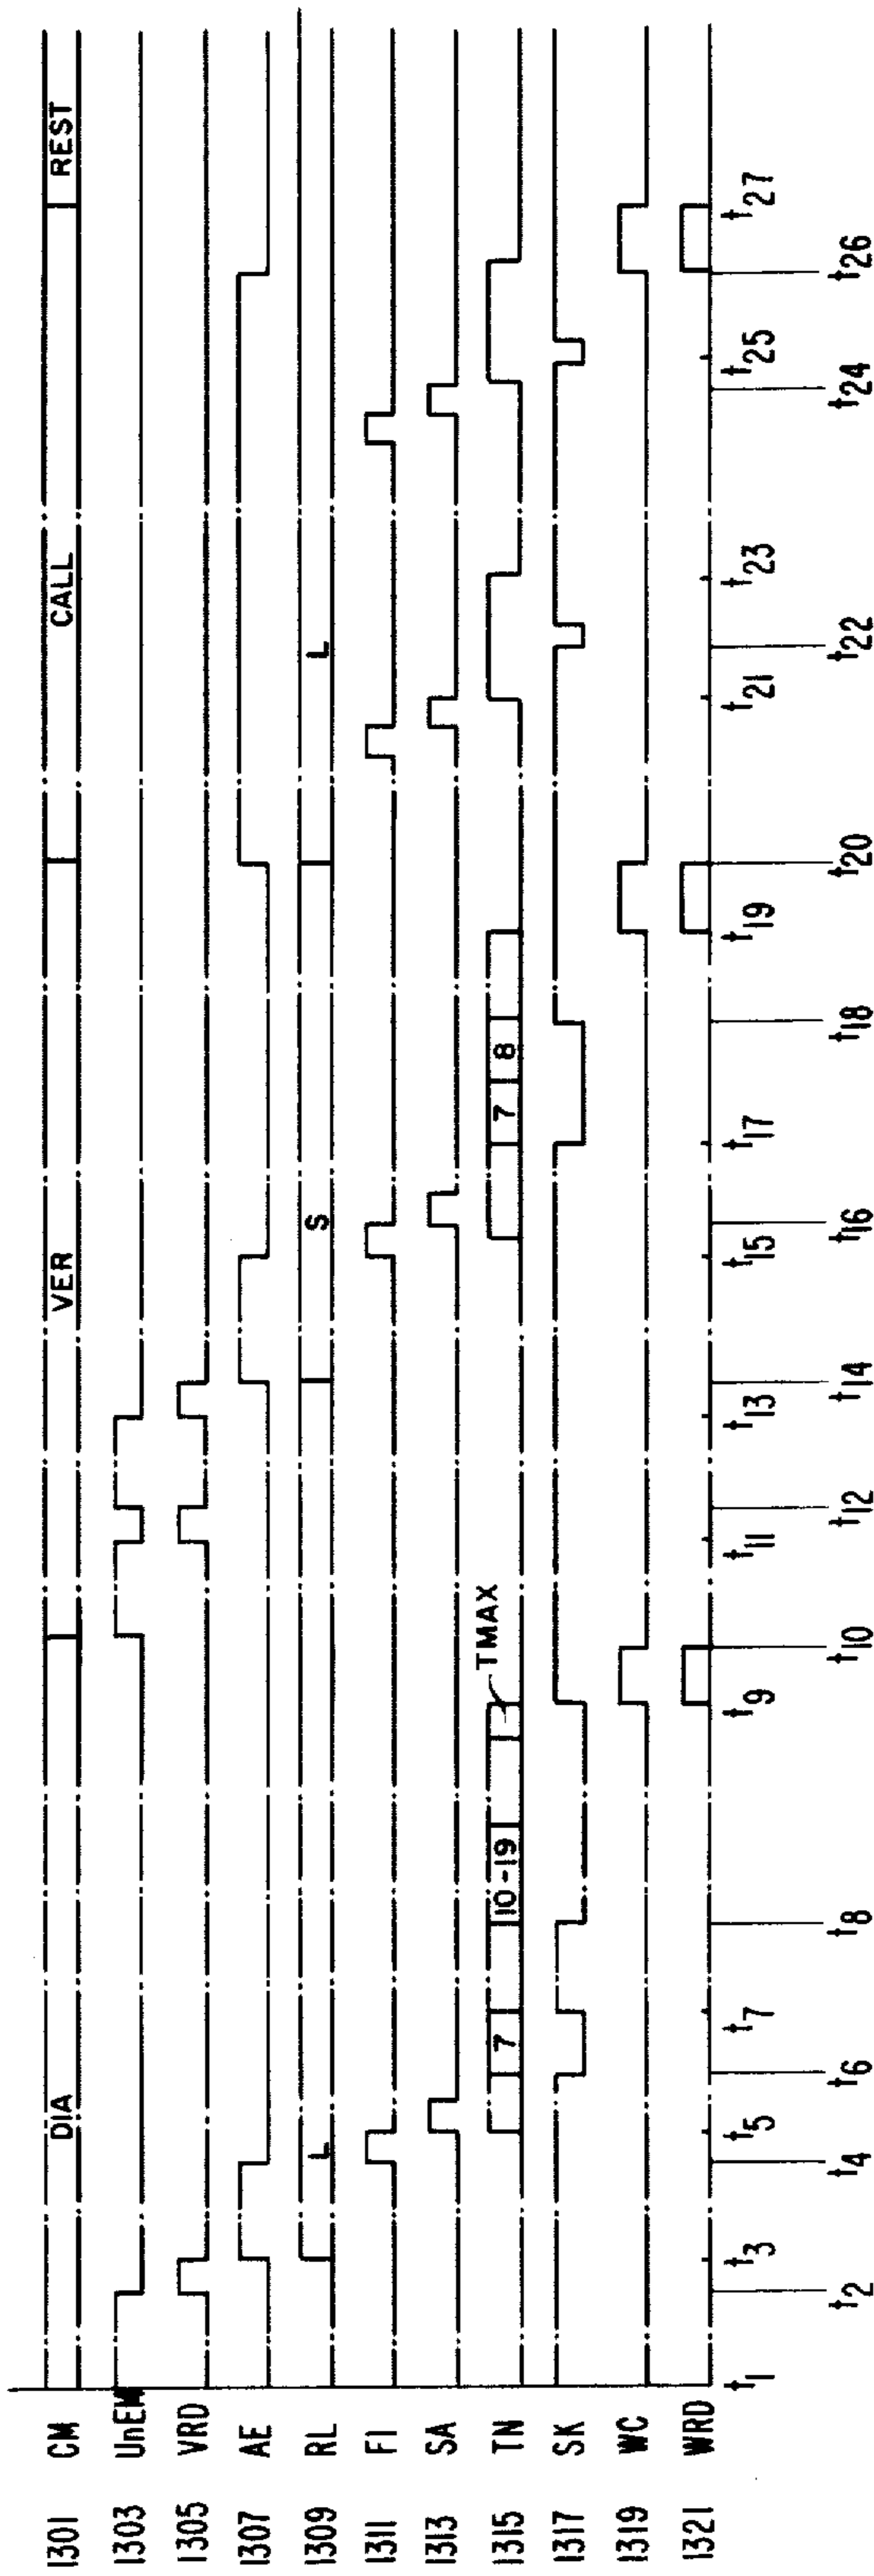 1301 CM DIA VER CALL REST
1303 UnEM
1305 VRD
1307 AE
1309 RL L S L
1311 FI
1313 SA
1315 TN 7 10-19 TMAX 7 8
1317 SK
1319 WC
1321 WRD
t1 t3 t5 t7 t9 t11 t13 t15 t17 t19 t21 t23 t25 t27
t2 t4 t6 t8 t10 t12 t14 t16 t18 t20 t22 t24 t26